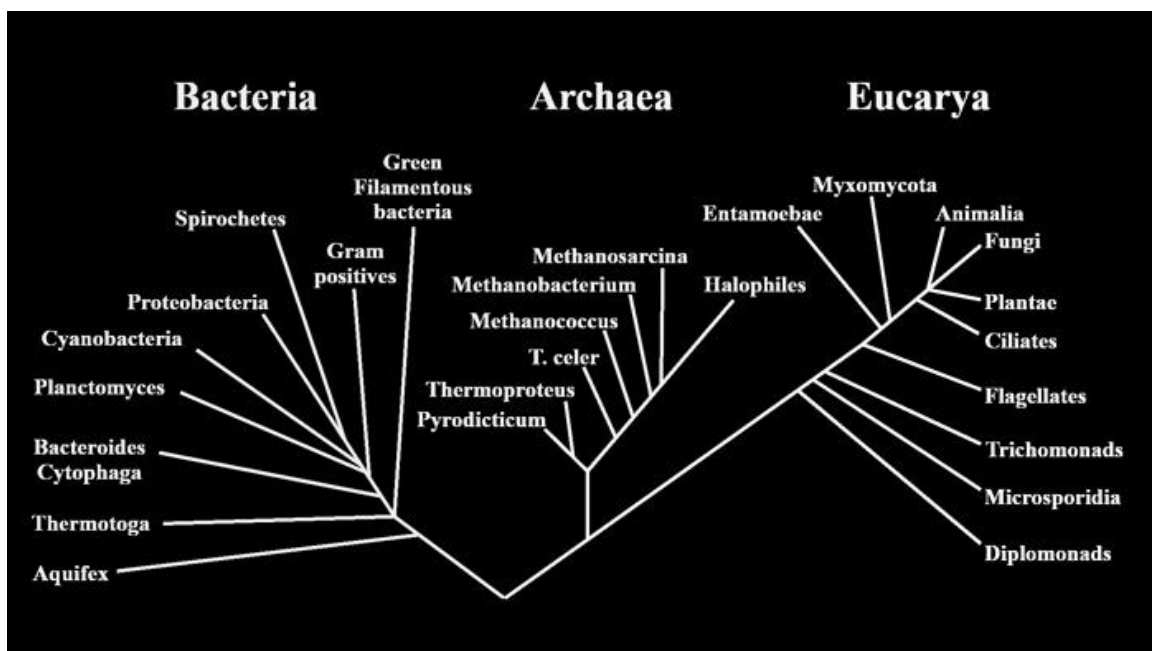 Bacteria
Archaea
Eucarya
Green
Filamentous
bacteria
Spirochetes
Gram
positives
Proteobacteria
Cyanobacteria
Planctomyces
Bacteroides
Cytophaga
Thermotoga
Aquifex
Methanosarcina
Methanobacterium
Halophiles
Methanococcus
T. celer
Thermoproteus
Pyrodicticum
Myxomycota
Entamoebae
Animalia
Fungi
Plantae
Ciliates
Flagellates
Trichomonads
Microsporidia
Diplomonads